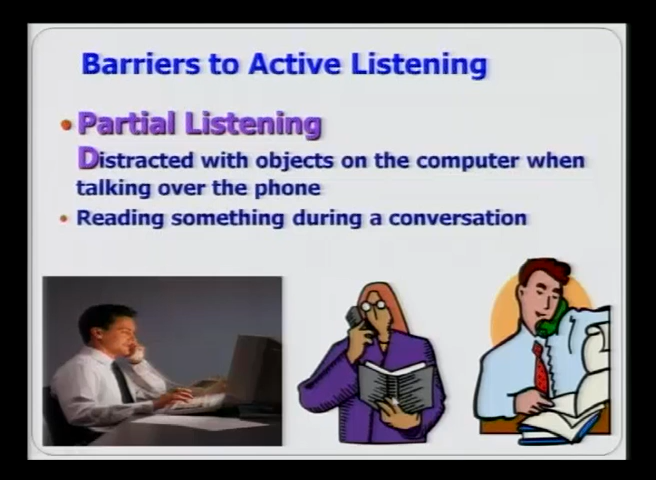 Barriers to Active Listening
• Partial Listening
Distracted with objects on the computer when
talking over the phone
• Reading something during a conversation